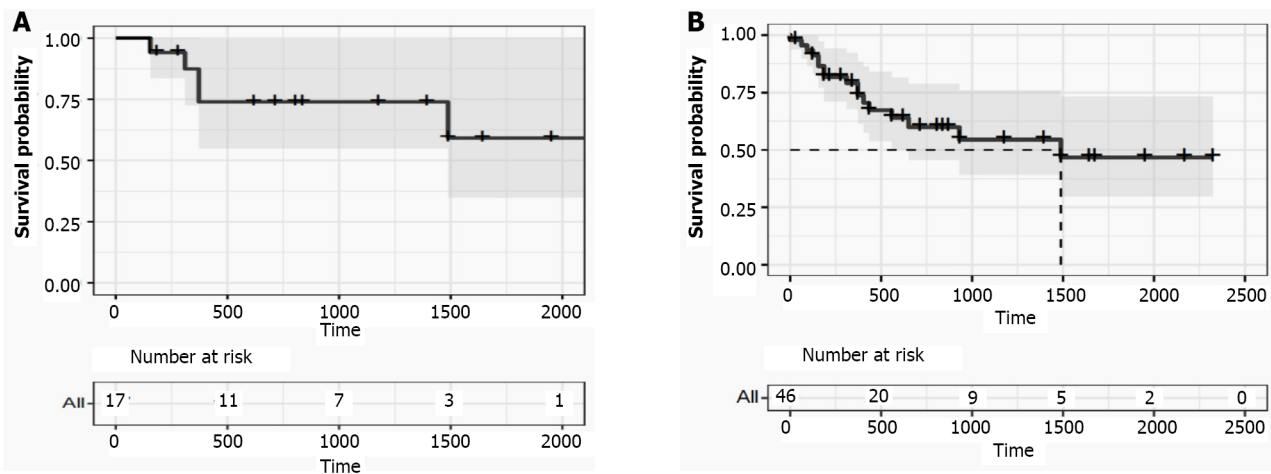 A
Survival probability
1.00
0.75
0.50
0.25
0.00
0 500 1000 1500 2000
Time
Number at risk
All 17 11 7 3 1
0 500 1000 1500 2000
Time
B
Survival probability
1.00
0.75
0.50
0.25
0.00
0 500 1000 1500 2000 2500
Time
Number at risk
All 46 20 9 5 2 0
0 500 1000 1500 2000 2500
Time